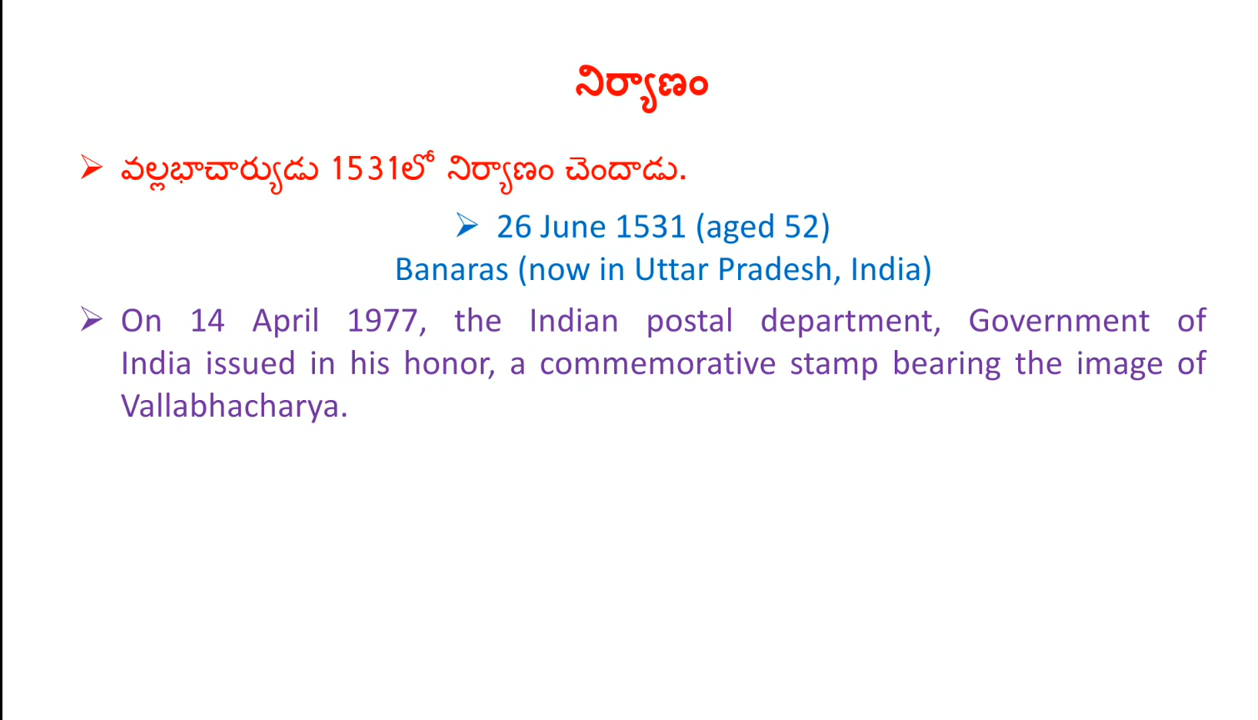 నిర్యాణం
➢ వల్లభాచార్యుడు 1531లో నిర్యాణం చెందాడు.
➢ 26 June 1531 (aged 52)
Banaras (now in Uttar Pradesh, India)
➢ On 14 April 1977, the Indian postal department, Government of
India issued in his honor, a commemorative stamp bearing the image of
Vallabhacharya.